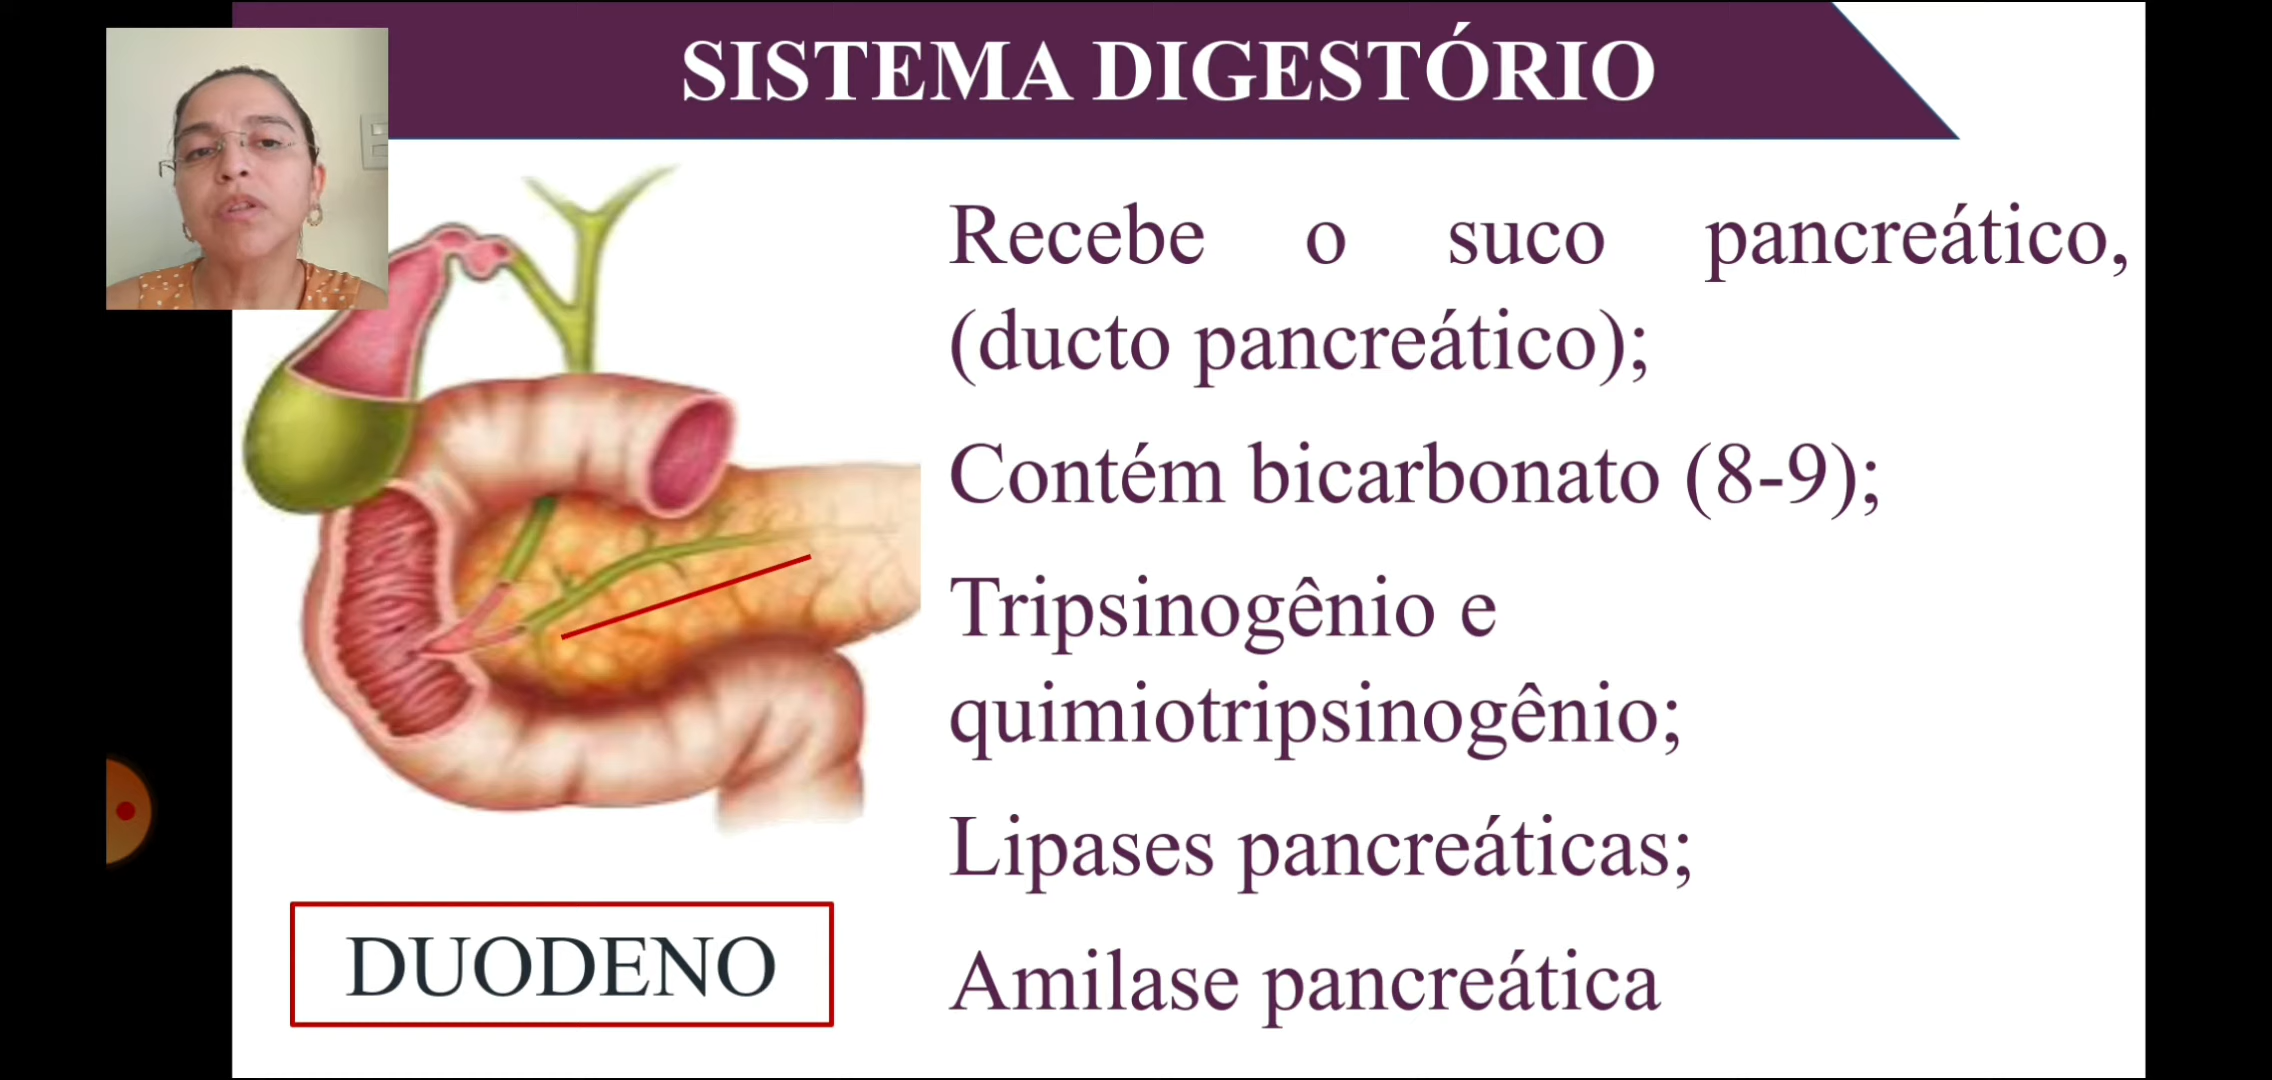 SISTEMA DIGESTÓRIO
Recebe o suco pancreático,
(ducto pancreático);
Contém bicarbonato (8-9);
Tripsinogênio e
quimiotripsinogênio;
Lipases pancreáticas;
Amilase pancreática
DUODENO